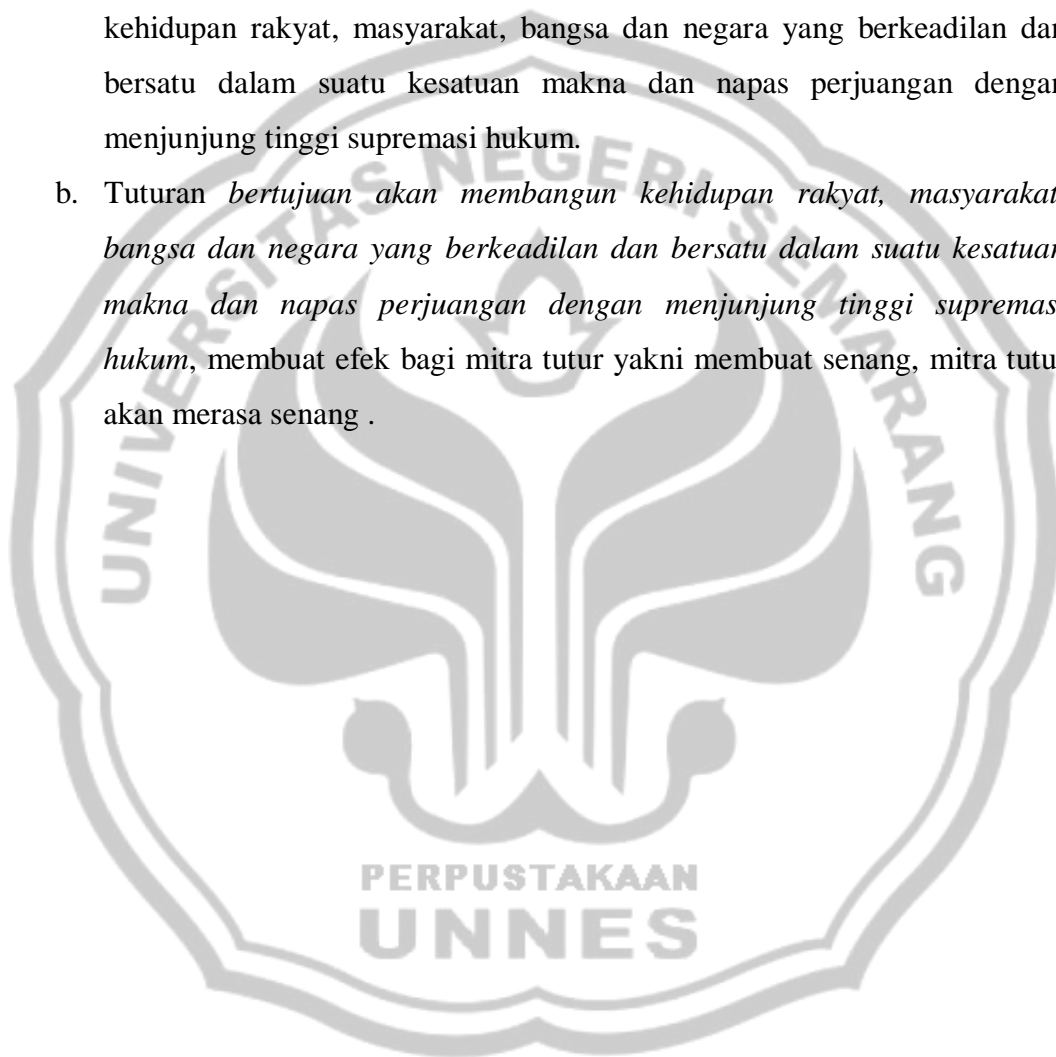 kehidupan rakyat, masyarakat, bangsa dan negara yang berkeadilan dan
bersatu dalam suatu kesatuan makna dan napas perjuangan dengan
menjunjung tinggi supremasi hukum.
b. Tuturan bertujuan akan membangun kehidupan rakyat, masyarakat
bangsa dan negara yang berkeadilan dan bersatu dalam suatu kesatuan
makna dan napas perjuangan dengan menjunjung tinggi supremas
hukum, membuat efek bagi mitra tutur yakni membuat senang, mitra tutu
akan merasa senang .
UNIVERSITAS NEGERI SEMARANG
PERPUSTAKAAN
UNNES